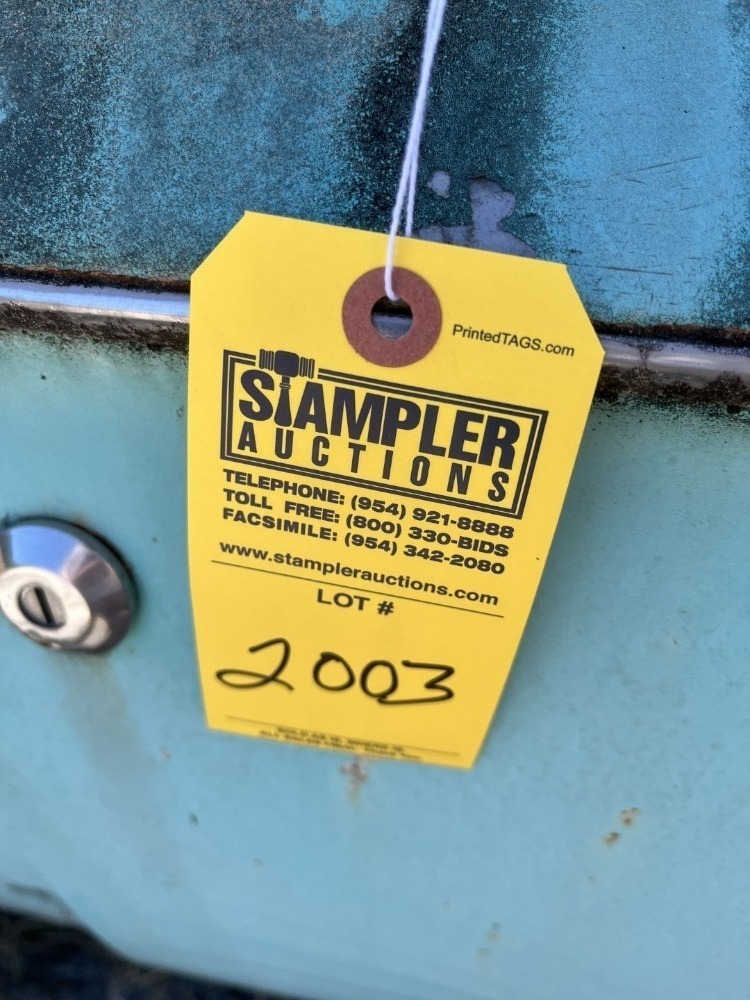 PrintedTAGS.com
STAMPLER
AUCTIONS
TELEPHONE: (954) 921-8888
TOLL FREE: (800) 330-BIDS
FACSIMILE: (954) 342-2080
www.stamplerauctions.com
LOT #
2003